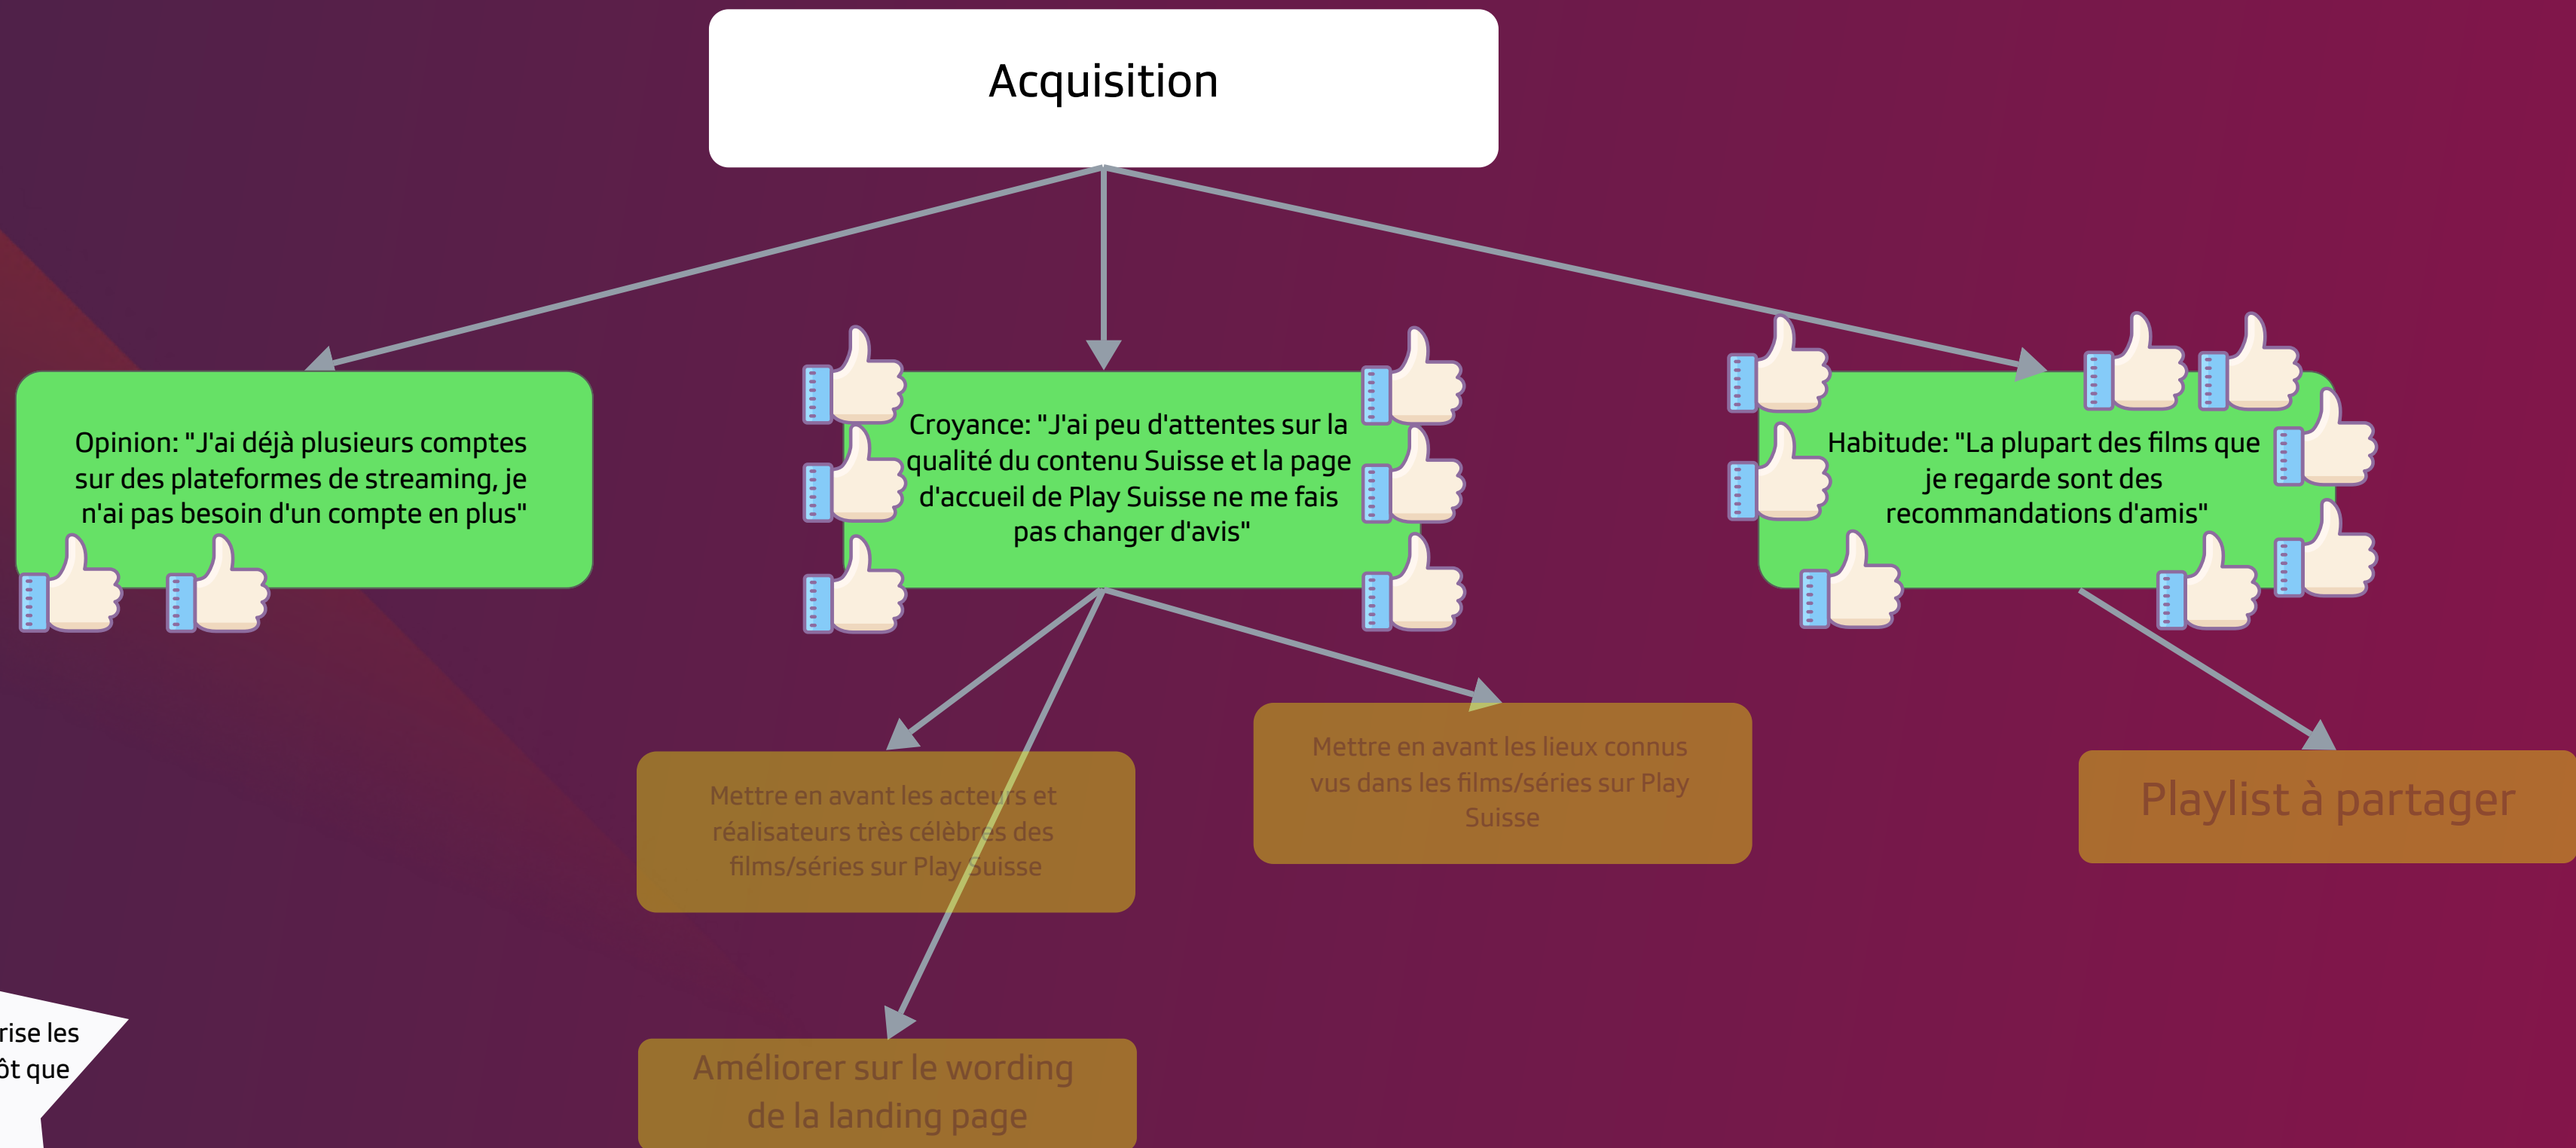 Acquisition
Opinion: "J'ai déjà plusieurs comptes
sur des plateformes de streaming, je
n'ai pas besoin d'un compte en plus"
Croyance: "J'ai peu d'attentes sur la
qualité du contenu Suisse et la page
d'accueil de Play Suisse ne me fais
pas changer d'avis"
Habitude: "La plupart des films que
je regarde sont des
recommandations d'amis"
Mettre en avant les acteurs et
réalisateurs très célèbres des
films/séries sur Play Suisse
Mettre en avant les lieux connus
vus dans les films/séries sur Play
Suisse
Playlist à partager
rise les
ôt que
Améliorer sur le wording
de la landing page